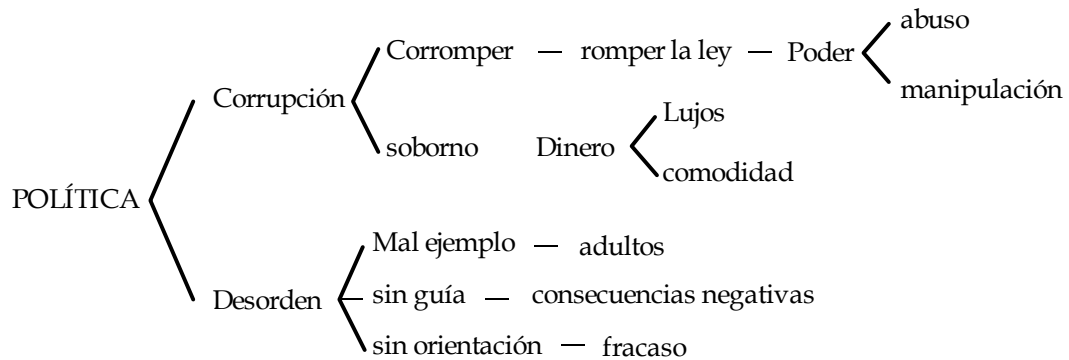 abuso
Corromper — romper la ley — Poder
manipulación
Corrupción
Lujos
soborno Dinero
comodidad
POLÍTICA
Mal ejemplo — adultos
Desorden
sin guía — consecuencias negativas
sin orientación — fracaso